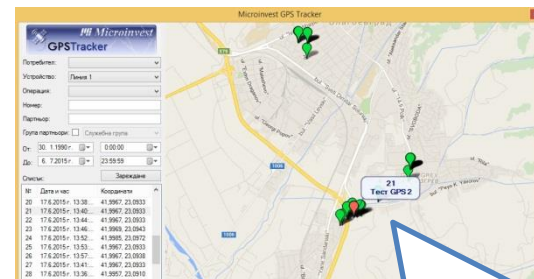 Microinvest GPS Tracker
Microinvest
GPSTracker
Потребител:
Устройство: Линия 1
Операция:
Номер:
Партньор:
Група партньори: Служебна група
От: 30. 1.1990 г. 0:00:00
До: 6. 7.2015 г. 23:59:59
Списък: Зареждане
№ Дата и час Координати
20 17.6.2015 г. 13:38... 41,9967, 23,0933
21 17.6.2015 г. 13:40... 41,9967, 23,0933
22 17.6.2015 г. 13:44... 41,9967, 23,0933
23 17.6.2015 г. 13:46... 41,9969, 23,0943
24 17.6.2015 г. 13:52... 41,9985, 23,0972
25 17.6.2015 г. 13:53... 41,9967, 23,0933
26 17.6.2015 г. 13:57... 41,9967, 23,0938
27 17.6.2015 г. 13:41... 41,9967, 23,0933
28 17.6.2015 г. 13:36... 41,9957, 23,0910
21
Тест GPS 2